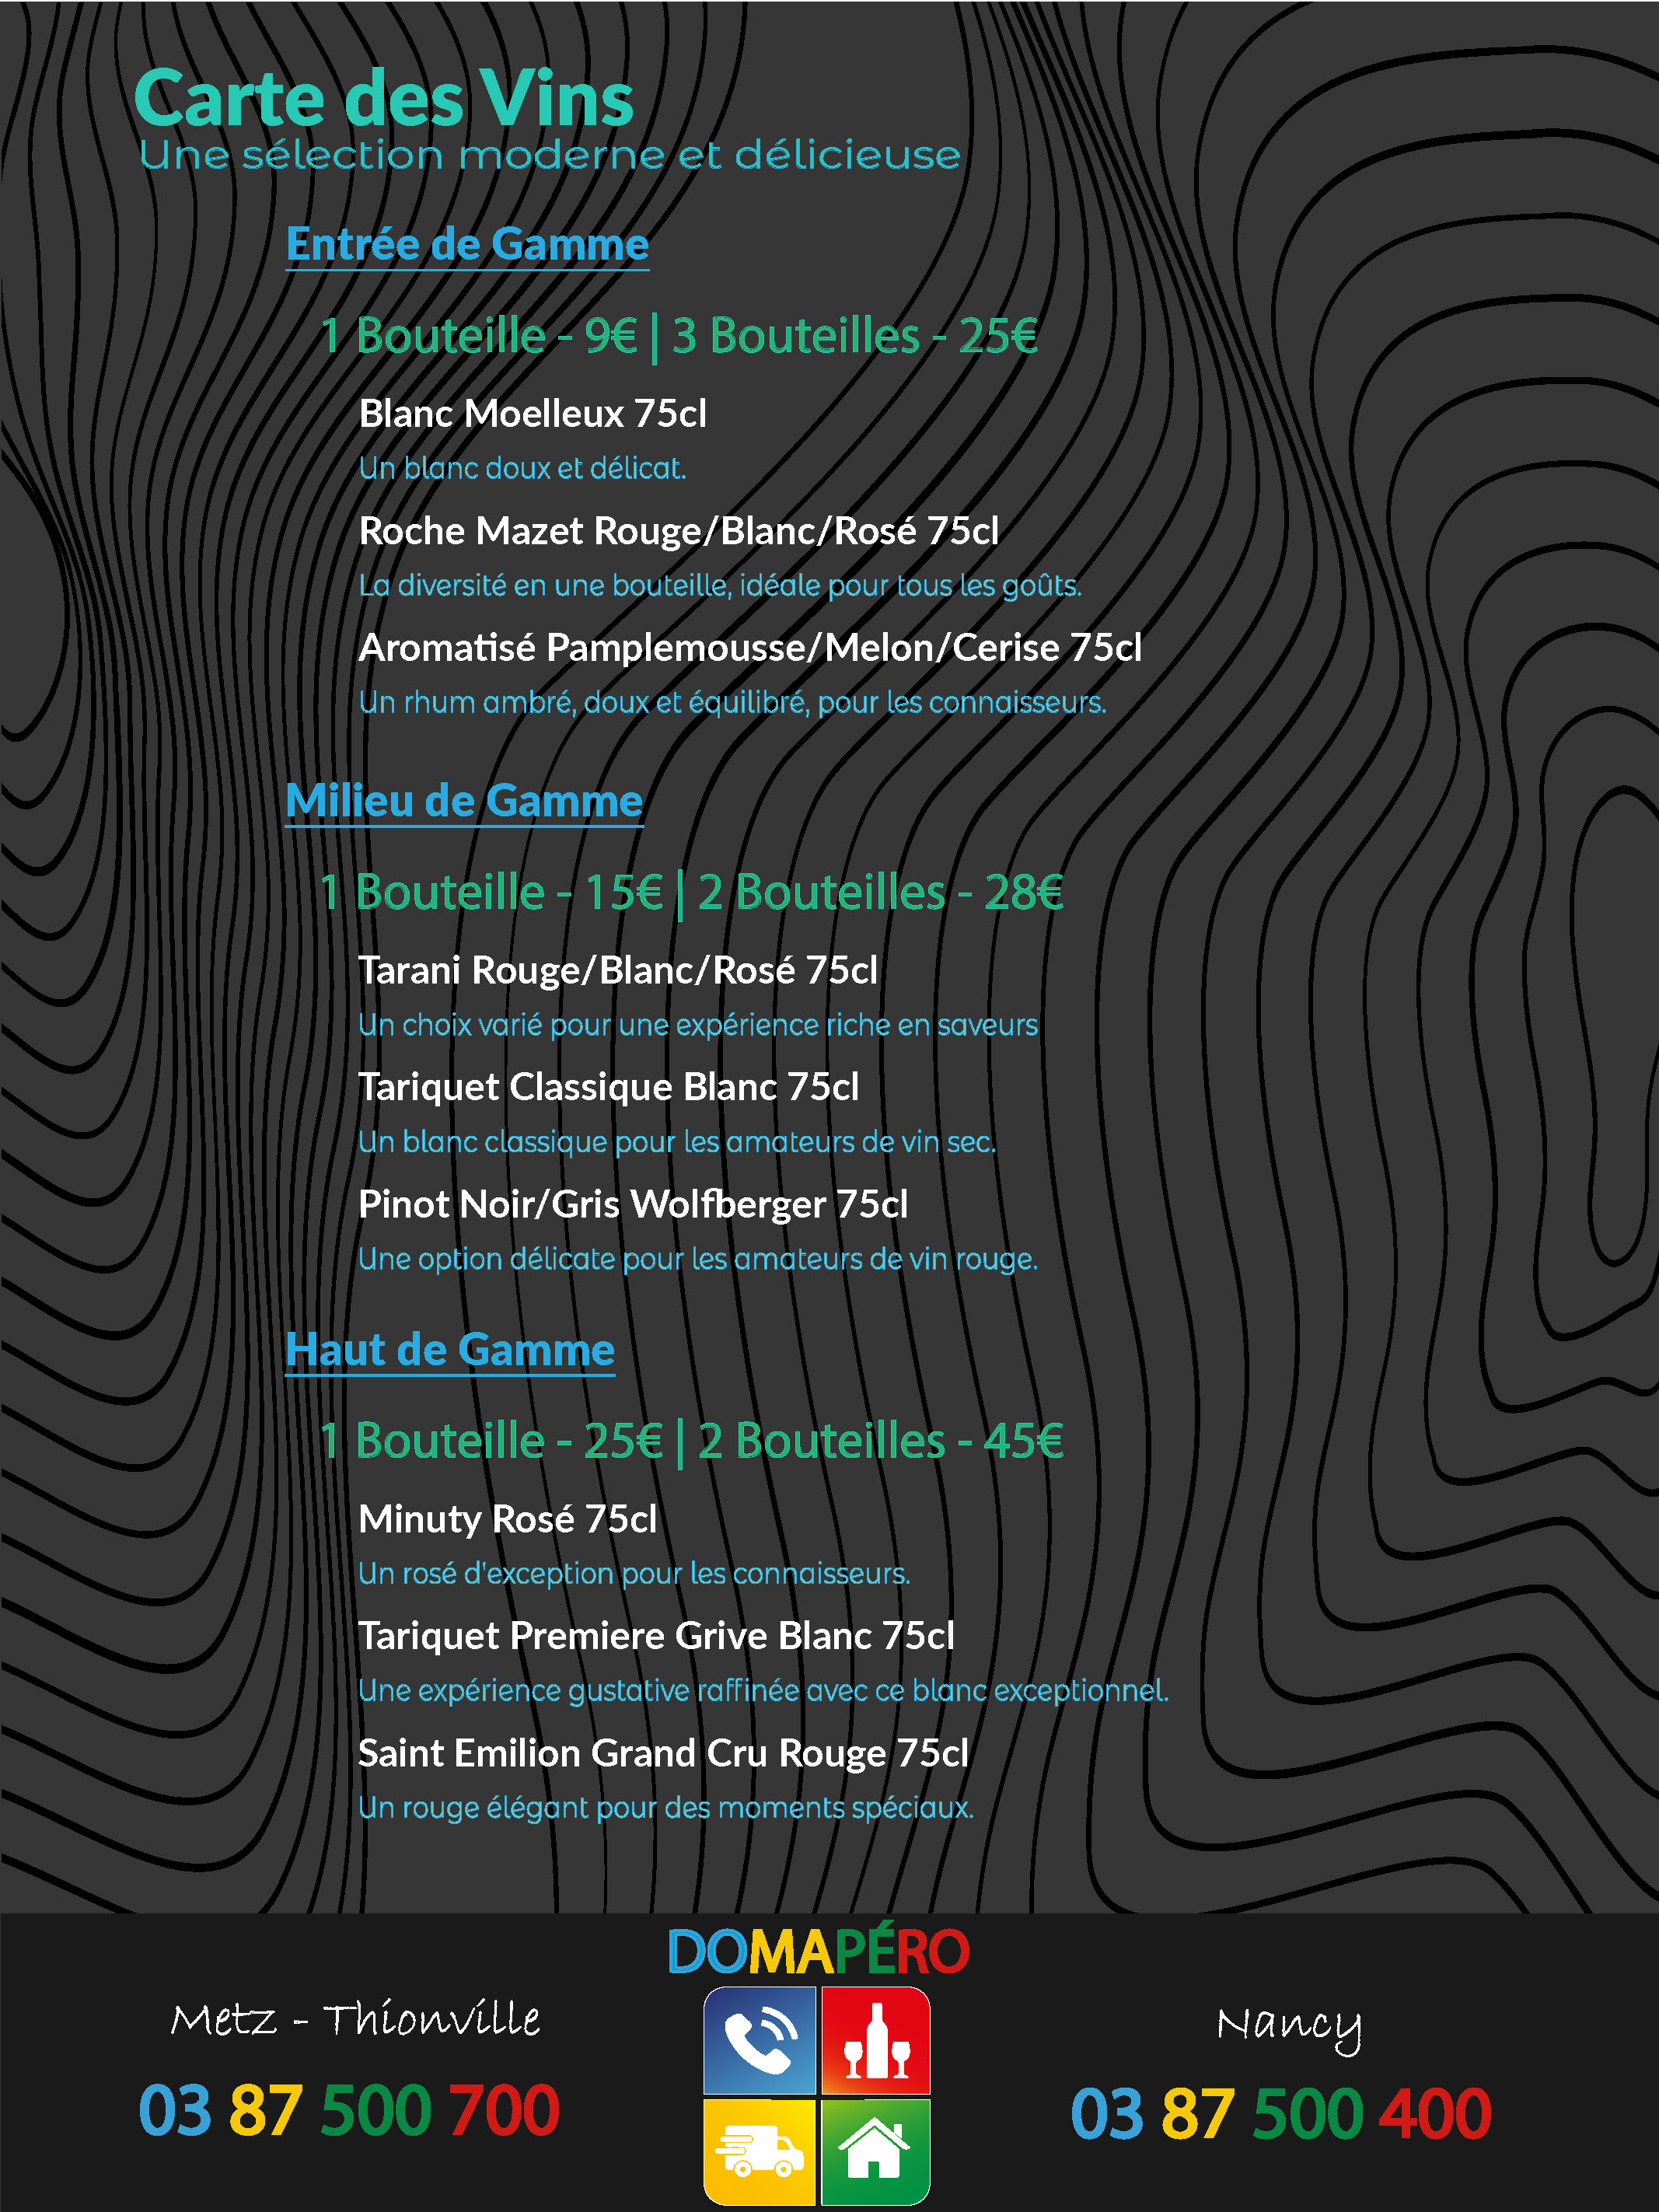 Carte des Vins
Une sélection moderne et délicieuse
Entrée de Gamme
1 Bouteille - 9€ | 3 Bouteilles - 25€
Blanc Moelleux 75cl
Un blanc doux et délicat.
Roche Mazet Rouge/Blanc/Rosé 75cl
La diversité en une bouteille, idéale pour tous les goûts.
Aromatisé Pamplemousse/Melon/Cerise 75cl
Un rhum ambré, doux et équilibré, pour les connaisseurs.
Milieu de Gamme
1 Bouteille - 15€ | 2 Bouteilles - 28€
Tarani Rouge/Blanc/Rosé 75cl
Un choix varié pour une expérience riche en saveurs
Tariquet Classique Blanc 75cl
Un blanc classique pour les amateurs de vin sec.
Pinot Noir/Gris Wolfberger 75cl
Une option délicate pour les amateurs de vin rouge.
Haut de Gamme
1 Bouteille - 25€ | 2 Bouteilles - 45€
Minuty Rosé 75cl
Un rosé d'exception pour les connaisseurs.
Tariquet Premiere Grive Blanc 75cl
Une expérience gustative raffinée avec ce blanc exceptionnel.
Saint Emilion Grand Cru Rouge 75cl
Un rouge élégant pour des moments spéciaux.
DOMAPÉRO
Metz - Thionville
03 87 500 700
Nancy
03 87 500 400